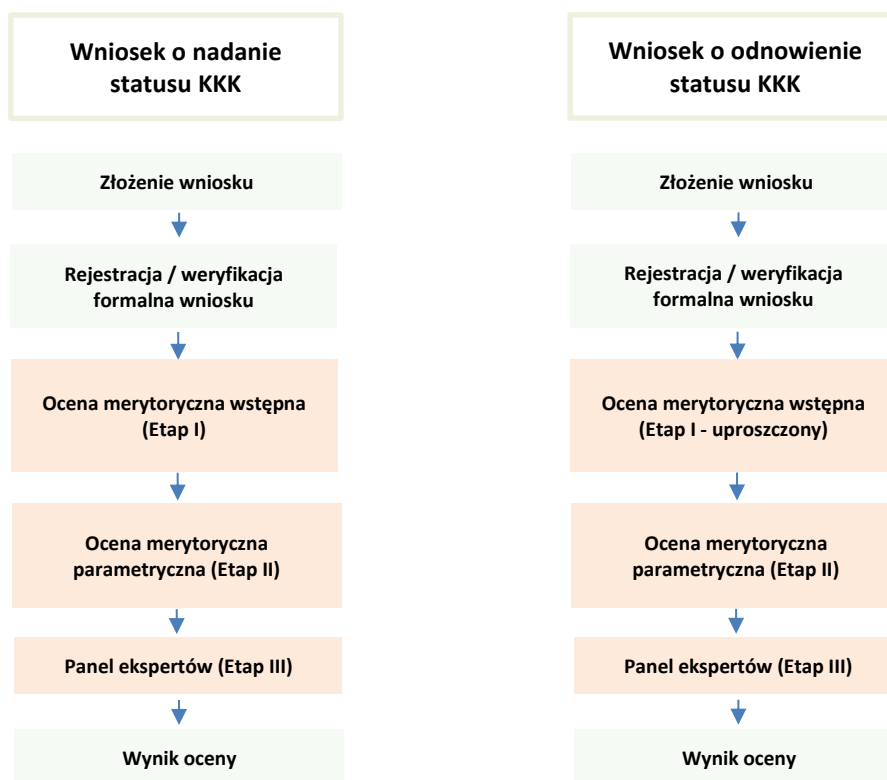 Wniosek o nadanie
statusu KKK
Złożenie wniosku
Rejestracja / weryfikacja
formalna wniosku
Ocena merytoryczna wstępna
(Etap I)
Ocena merytoryczna
parametryczna (Etap II)
Panel ekspertów (Etap III)
Wynik oceny
Wniosek o odnowienie
statusu KKK
Złożenie wniosku
Rejestracja / weryfikacja
formalna wniosku
Ocena merytoryczna wstępna
(Etap I - uproszczony)
Ocena merytoryczna
parametryczna (Etap II)
Panel ekspertów (Etap III)
Wynik oceny